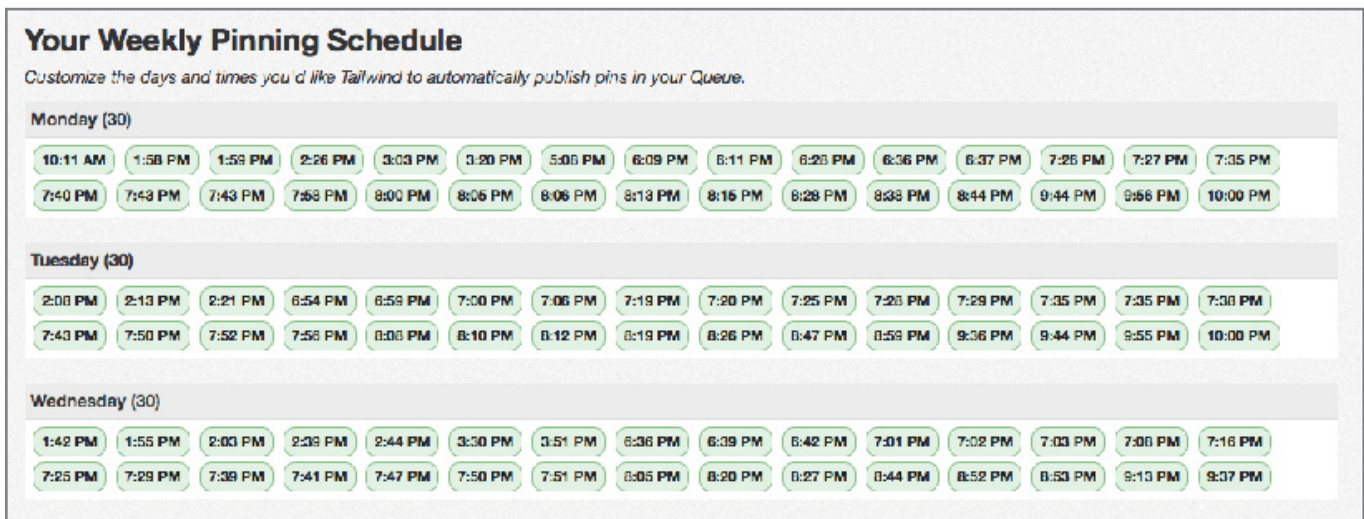 Your Weekly Pinning Schedule
Customize the days and times you'd like Tailwind to automatically publish pins in your Queue.
Monday (30)
10:11 AM 1:58 PM 1:59 PM 2:26 PM 3:03 PM 3:20 PM 5:06 PM 6:09 PM 6:11 PM 6:28 PM 6:36 PM 6:37 PM 7:26 PM 7:27 PM 7:35 PM
7:40 PM 7:43 PM 7:43 PM 7:58 PM 8:00 PM 8:05 PM 8:06 PM 8:13 PM 8:15 PM 8:28 PM 8:38 PM 8:44 PM 9:44 PM 9:56 PM 10:00 PM
Tuesday (30)
2:08 PM 2:13 PM 2:21 PM 6:54 PM 6:59 PM 7:00 PM 7:06 PM 7:19 PM 7:20 PM 7:25 PM 7:28 PM 7:29 PM 7:35 PM 7:35 PM 7:38 PM
7:43 PM 7:50 PM 7:52 PM 7:56 PM 8:08 PM 8:10 PM 8:12 PM 8:19 PM 8:26 PM 8:47 PM 8:59 PM 9:36 PM 9:44 PM 9:55 PM 10:00 PM
Wednesday (30)
1:42 PM 1:55 PM 2:03 PM 2:39 PM 2:44 PM 3:30 PM 3:51 PM 6:36 PM 6:39 PM 6:42 PM 7:01 PM 7:02 PM 7:03 PM 7:06 PM 7:16 PM
7:25 PM 7:29 PM 7:39 PM 7:41 PM 7:47 PM 7:50 PM 7:51 PM 8:05 PM 8:20 PM 8:27 PM 8:44 PM 8:52 PM 8:53 PM 9:13 PM 9:37 PM